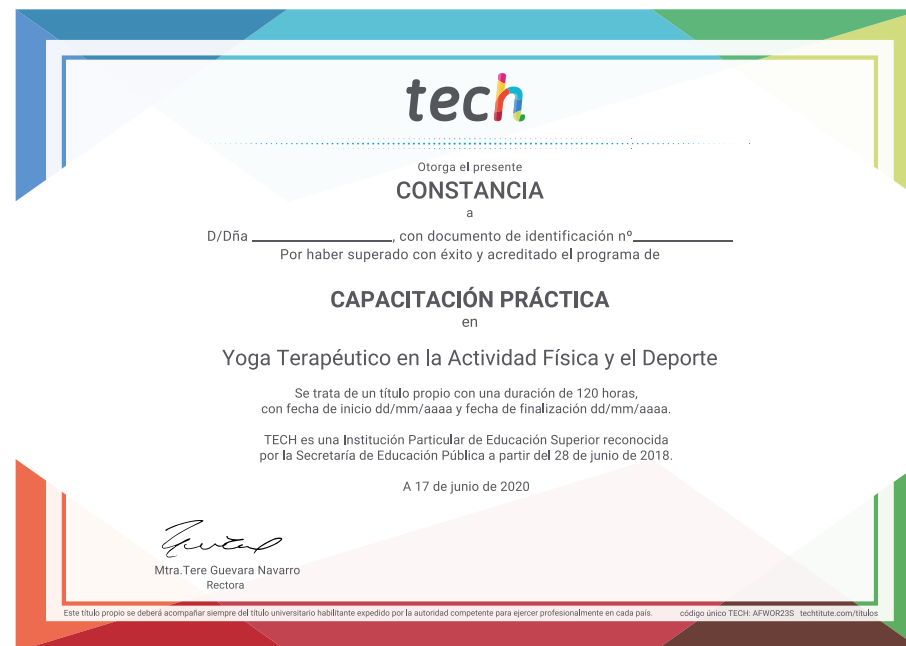 tech
Otorga el presente
CONSTANCIA
a
D/Dña ____________________, con documento de identificación nº______________
Por haber superado con éxito y acreditado el programa de
CAPACITACIÓN PRÁCTICA
en
Yoga Terapéutico en la Actividad Física y el Deporte
Se trata de un título propio con una duración de 120 horas,
con fecha de inicio dd/mm/aaaa y fecha de finalización dd/mm/aaaa.
TECH es una Institución Particular de Educación Superior reconocida
por la Secretaría de Educación Pública a partir del 28 de junio de 2018.
A 17 de junio de 2020
Mtra.Tere Guevara Navarro
Rectora
Este título propio se deberá acompañar siempre del título universitario habilitante expedido por la autoridad competente para ejercer profesionalmente en cada país. código único TECH: AFWOR23S techtitute.com/titulos